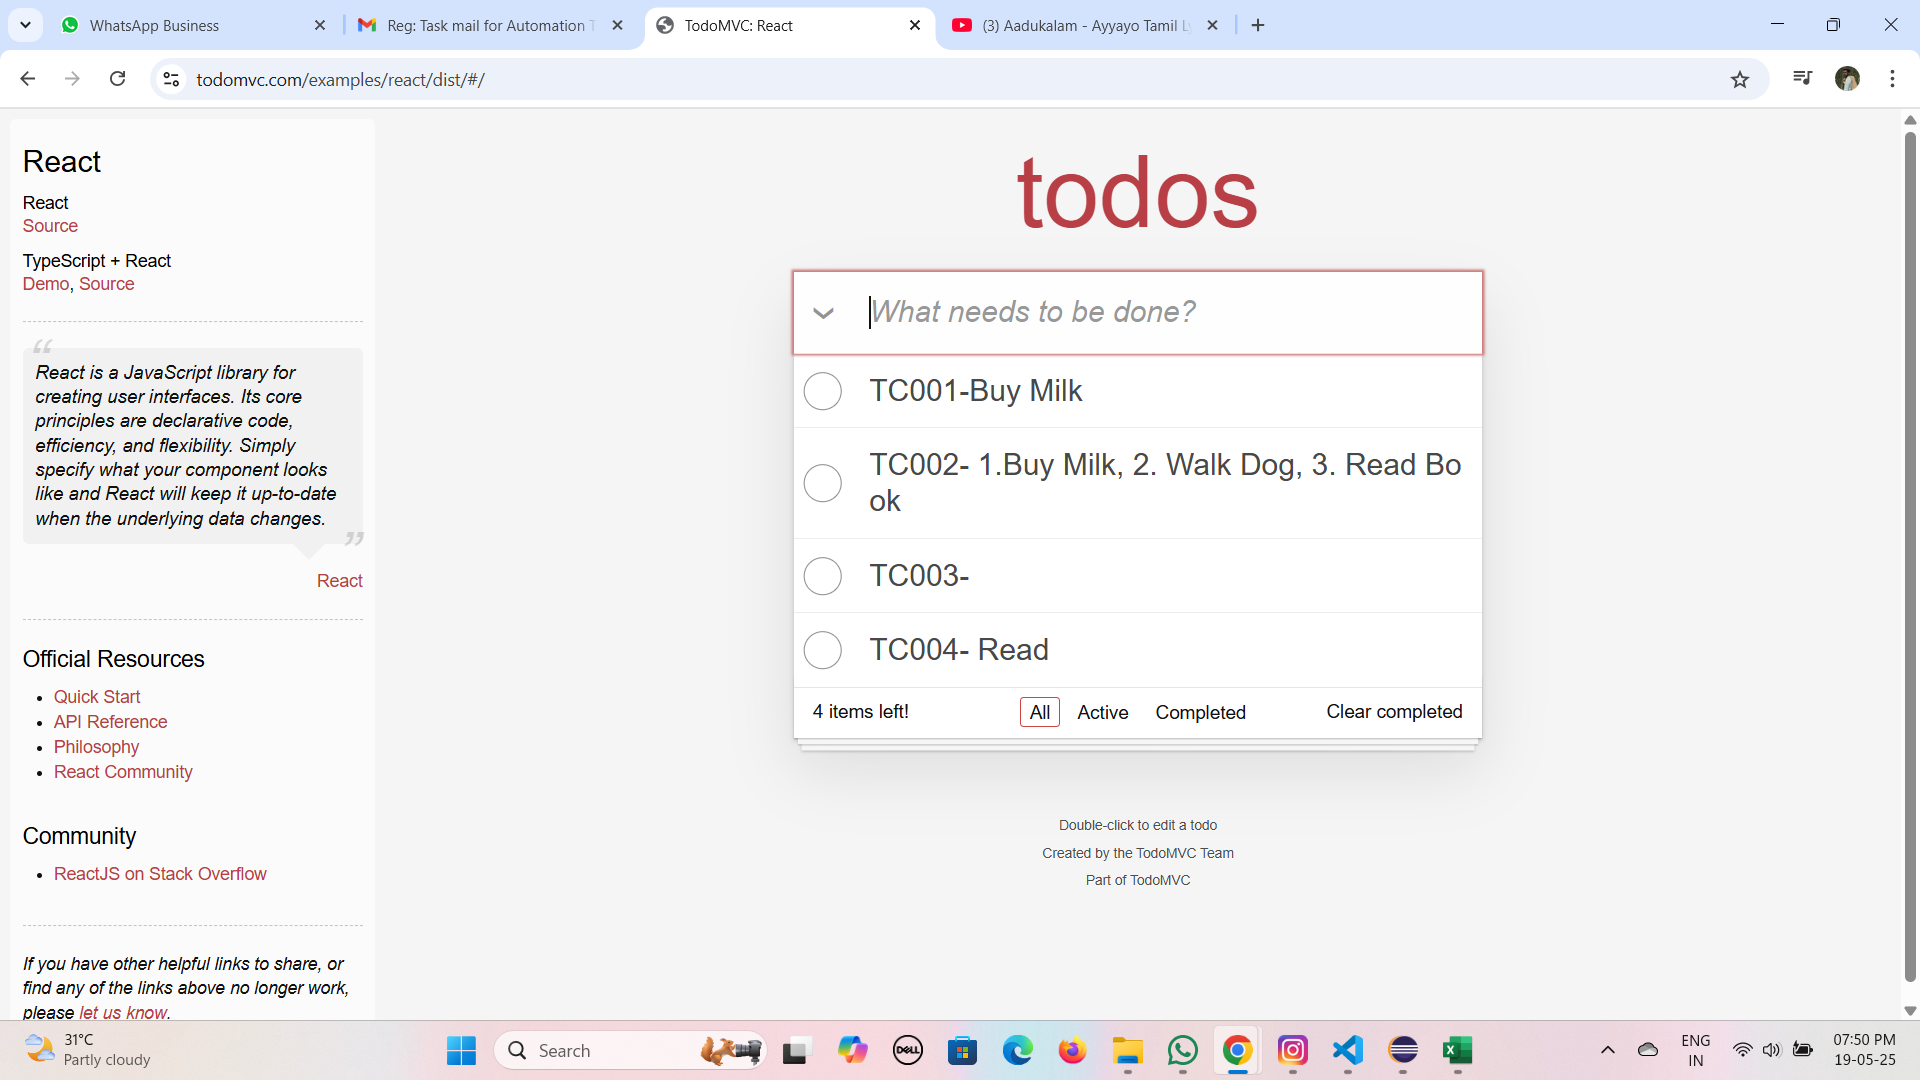 WhatsApp Business
Reg: Task mail for Automation T
TodoMVC: React
(3) Aadukalam - Ayyayo Tamil Ly
todomvc.com/examples/react/dist/#/
React
React
Source
TypeScript + React
Demo, Source
“
React is a JavaScript library for
creating user interfaces. Its core
principles are declarative code,
efficiency, and flexibility. Simply
specify what your component looks
like and React will keep it up-to-date
when the underlying data changes.
”
React
Official Resources
• Quick Start
• API Reference
• Philosophy
• React Community
Community
• ReactJS on Stack Overflow
If you have other helpful links to share, or
find any of the links above no longer work,
please let us know.
todos
What needs to be done?
TC001-Buy Milk
TC002- 1.Buy Milk, 2. Walk Dog, 3. Read Bo
ok
TC003-
TC004- Read
4 items left!
All
Active
Completed
Clear completed
Double-click to edit a todo
Created by the TodoMVC Team
Part of TodoMVC
31°C
Partly cloudy
Search
DELL
ENG
IN
07:50 PM
19-05-25